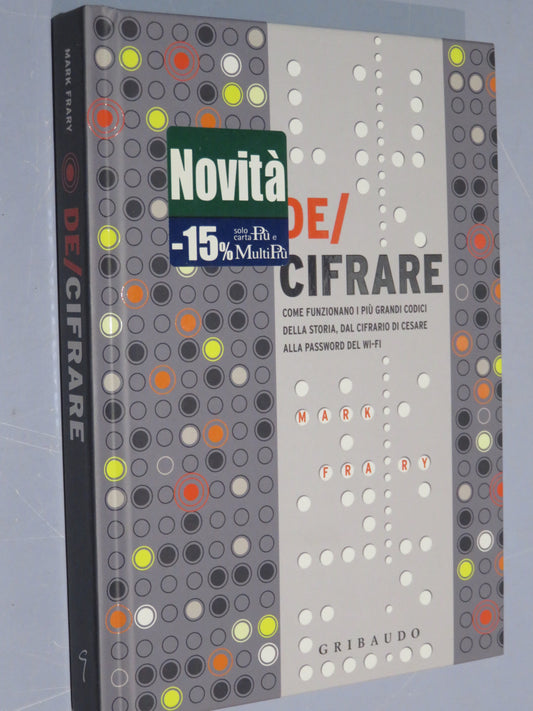 MARK FRARY
DE/CIFRARE
Novità
-15%
solo
carta Più e
MultiPiù
DE/
CIFRARE
COME FUNZIONANO I PIÙ GRANDI CODICI
DELLA STORIA, DAL CIFRARIO DI CESARE
ALLA PASSWORD DEL WI-FI
MARK
FRARY
GRIBAUDO